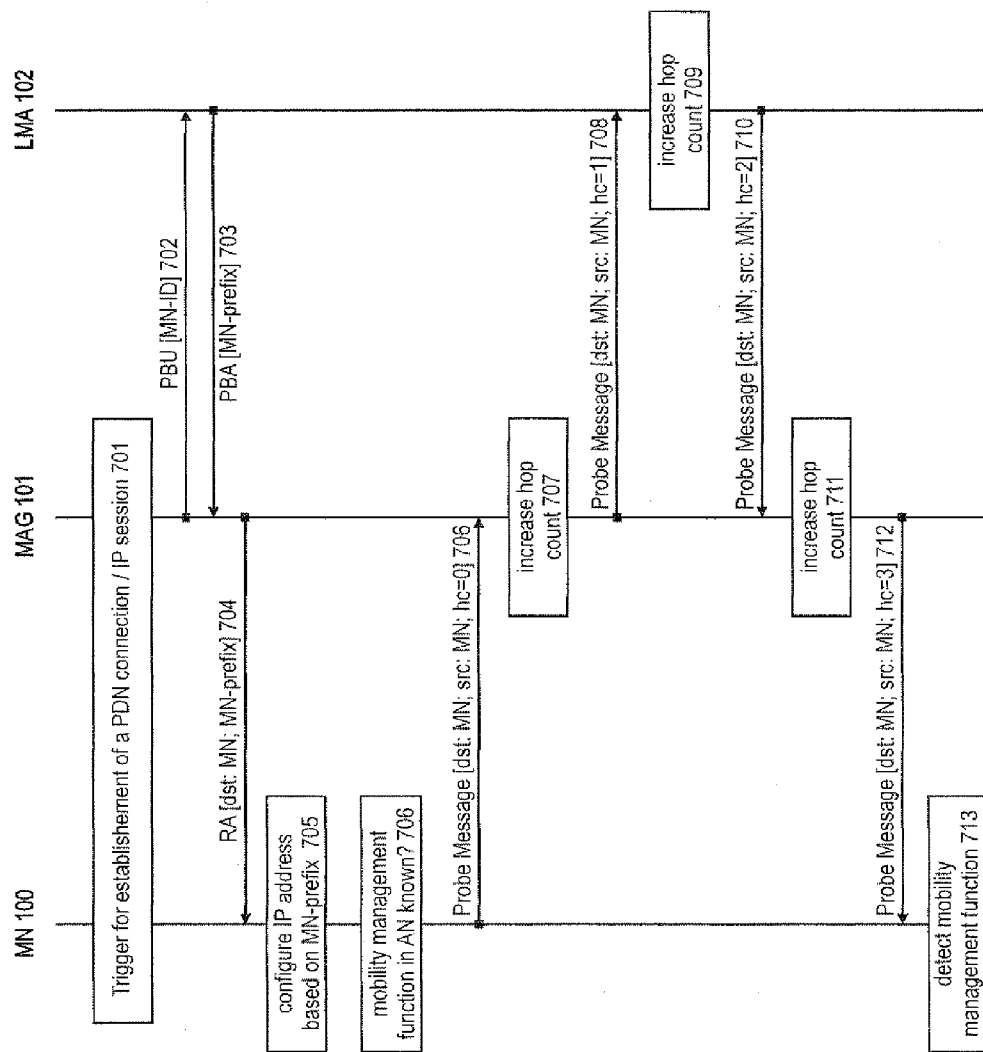 MN 100
MAG 101
LMA 102
Trigger for establishement of a PDN connection / IP session 701
PBU [MN-ID] 702
PBA [MN-prefix] 703
RA [dst: MN; MN-prefix] 704
configure IP address
based on MN-prefix 705
mobility management
function in AN known? 706
Probe Message [dst: MN; src: MN; hc=0] 706
increase hop
count 707
Probe Message [dst: MN; src: MN; hc=1] 708
increase hop
count 709
Probe Message [dst: MN; src: MN; hc=2] 710
increase hop
count 711
Probe Message [dst: MN; src: MN; hc=3] 712
detect mobility
management function 713